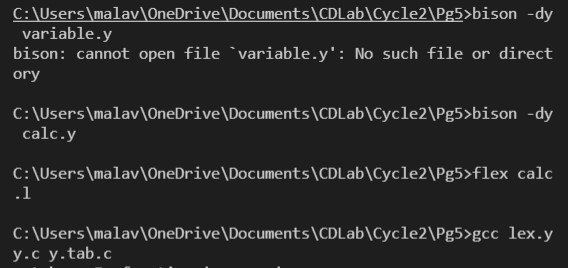 C:\Users\malav\OneDrive\Documents\CDLab\Cycle2\Pg5>bison -dy
variable.y
bison: cannot open file `variable.y': No such file or direct
ory
C:\Users\malav\OneDrive\Documents\CDLab\Cycle2\Pg5>bison -dy
calc.y
C:\Users\malav\OneDrive\Documents\CDLab\Cycle2\Pg5>flex calc
.l
C:\Users\malav\OneDrive\Documents\CDLab\Cycle2\Pg5>gcc lex.y
y.c y.tab.c